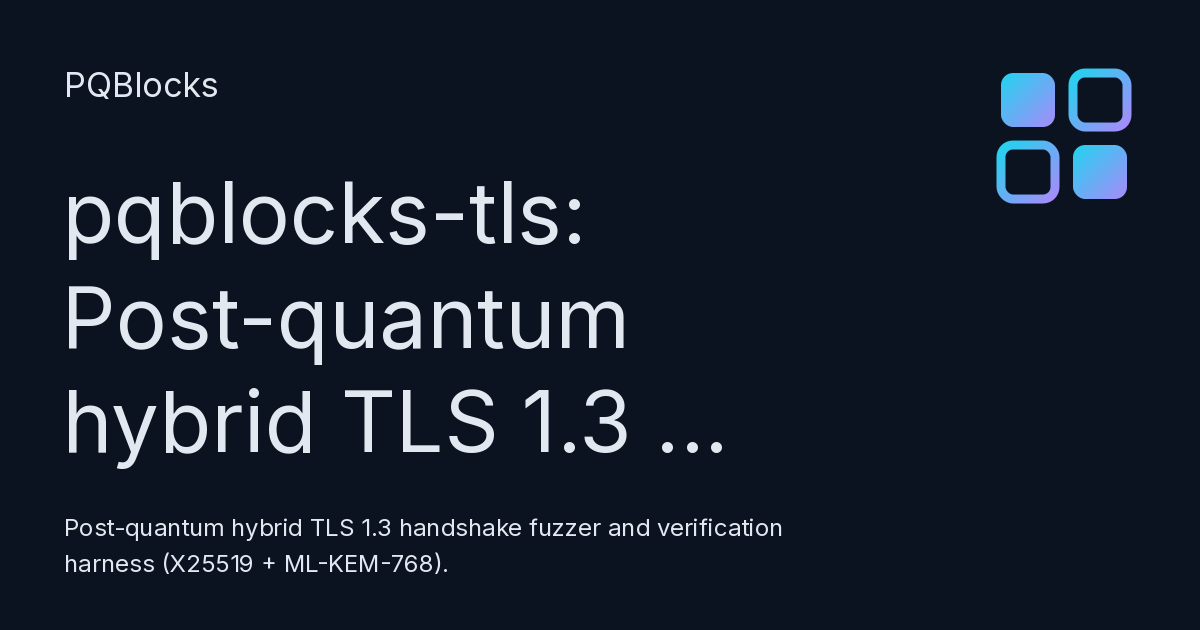 PQBlocks
pqblocks-tls:
Post-quantum
hybrid TLS 1.3 ...
Post-quantum hybrid TLS 1.3 handshake fuzzer and verification
harness (X25519 + ML-KEM-768).